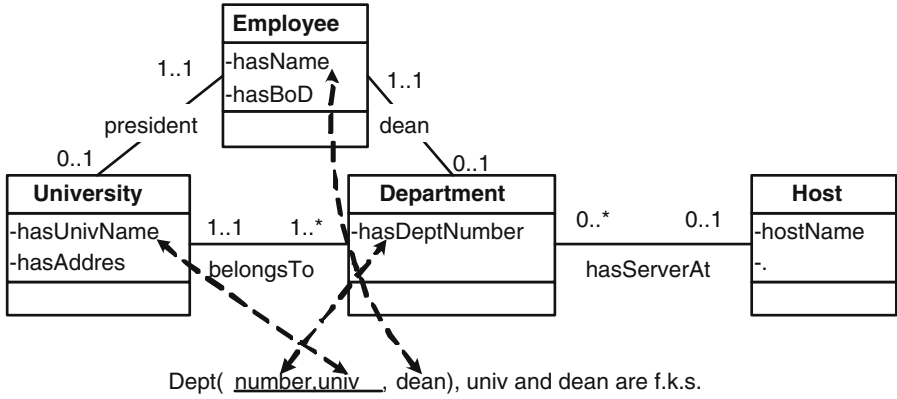 Employee
-hasName
-hasBoD
1..1
1..1
president
dean
0..1
0..1
University
-hasUnivName
-hasAddres
1..1
1..*
belongsTo
Department
-hasDeptNumber
0..*
0..1
hasServerAt
Host
-hostName
-.
Dept( number,univ , dean), univ and dean are f.k.s.